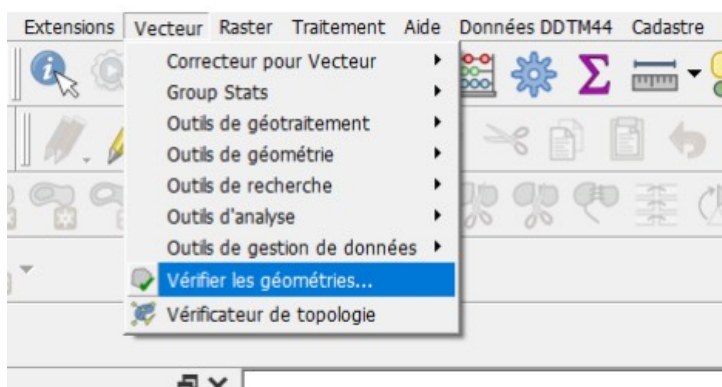 Extensions Vecteur Raster Traitement Aide Données DDTM44 Cadastre
Correcteur pour Vecteur
Group Stats
Outils de géotraitement
Outils de géométrie
Outils de recherche
Outils d'analyse
Outils de gestion de données
Vérifier les géométries...
Vérificateur de topologie